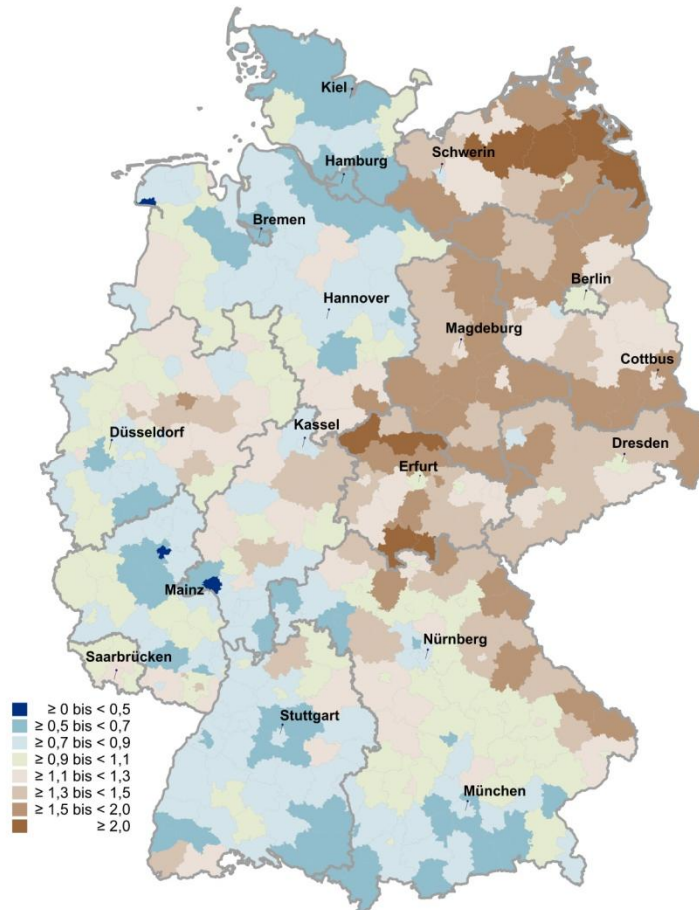 Kiel
Hamburg
Schwerin
Bremen
Berlin
Hannover
Magdeburg
Cottbus
Kassel
Düsseldorf
Dresden
Erfurt
Mainz
Nürnberg
Saarbrücken
Stuttgart
München
≥ 0 bis < 0,5
≥ 0,5 bis < 0,7
≥ 0,7 bis < 0,9
≥ 0,9 bis < 1,1
≥ 1,1 bis < 1,3
≥ 1,3 bis < 1,5
≥ 1,5 bis < 2,0
≥ 2,0